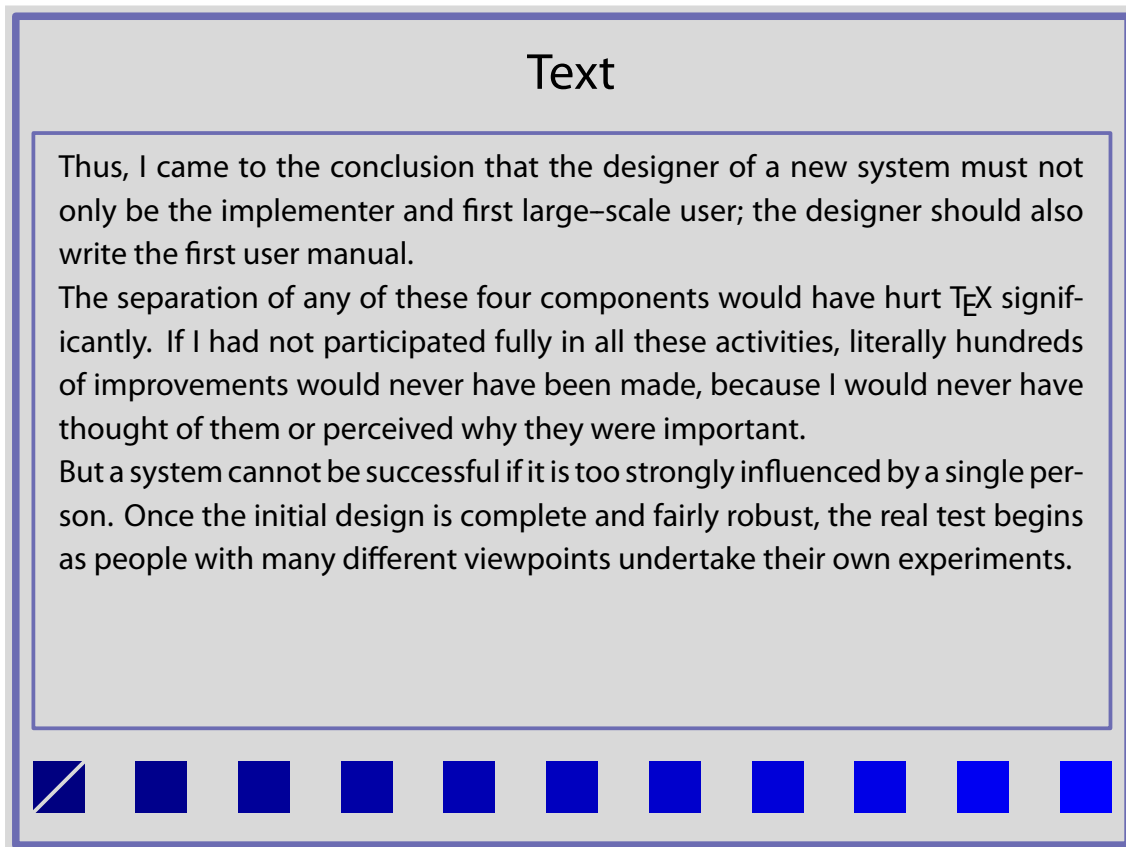 Text
Thus, I came to the conclusion that the designer of a new system must not
only be the implementer and first large–scale user; the designer should also
write the first user manual.
The separation of any of these four components would have hurt TEX signif-
icantly. If I had not participated fully in all these activities, literally hundreds
of improvements would never have been made, because I would never have
thought of them or perceived why they were important.
But a system cannot be successful if it is too strongly influenced by a single per-
son. Once the initial design is complete and fairly robust, the real test begins
as people with many different viewpoints undertake their own experiments.